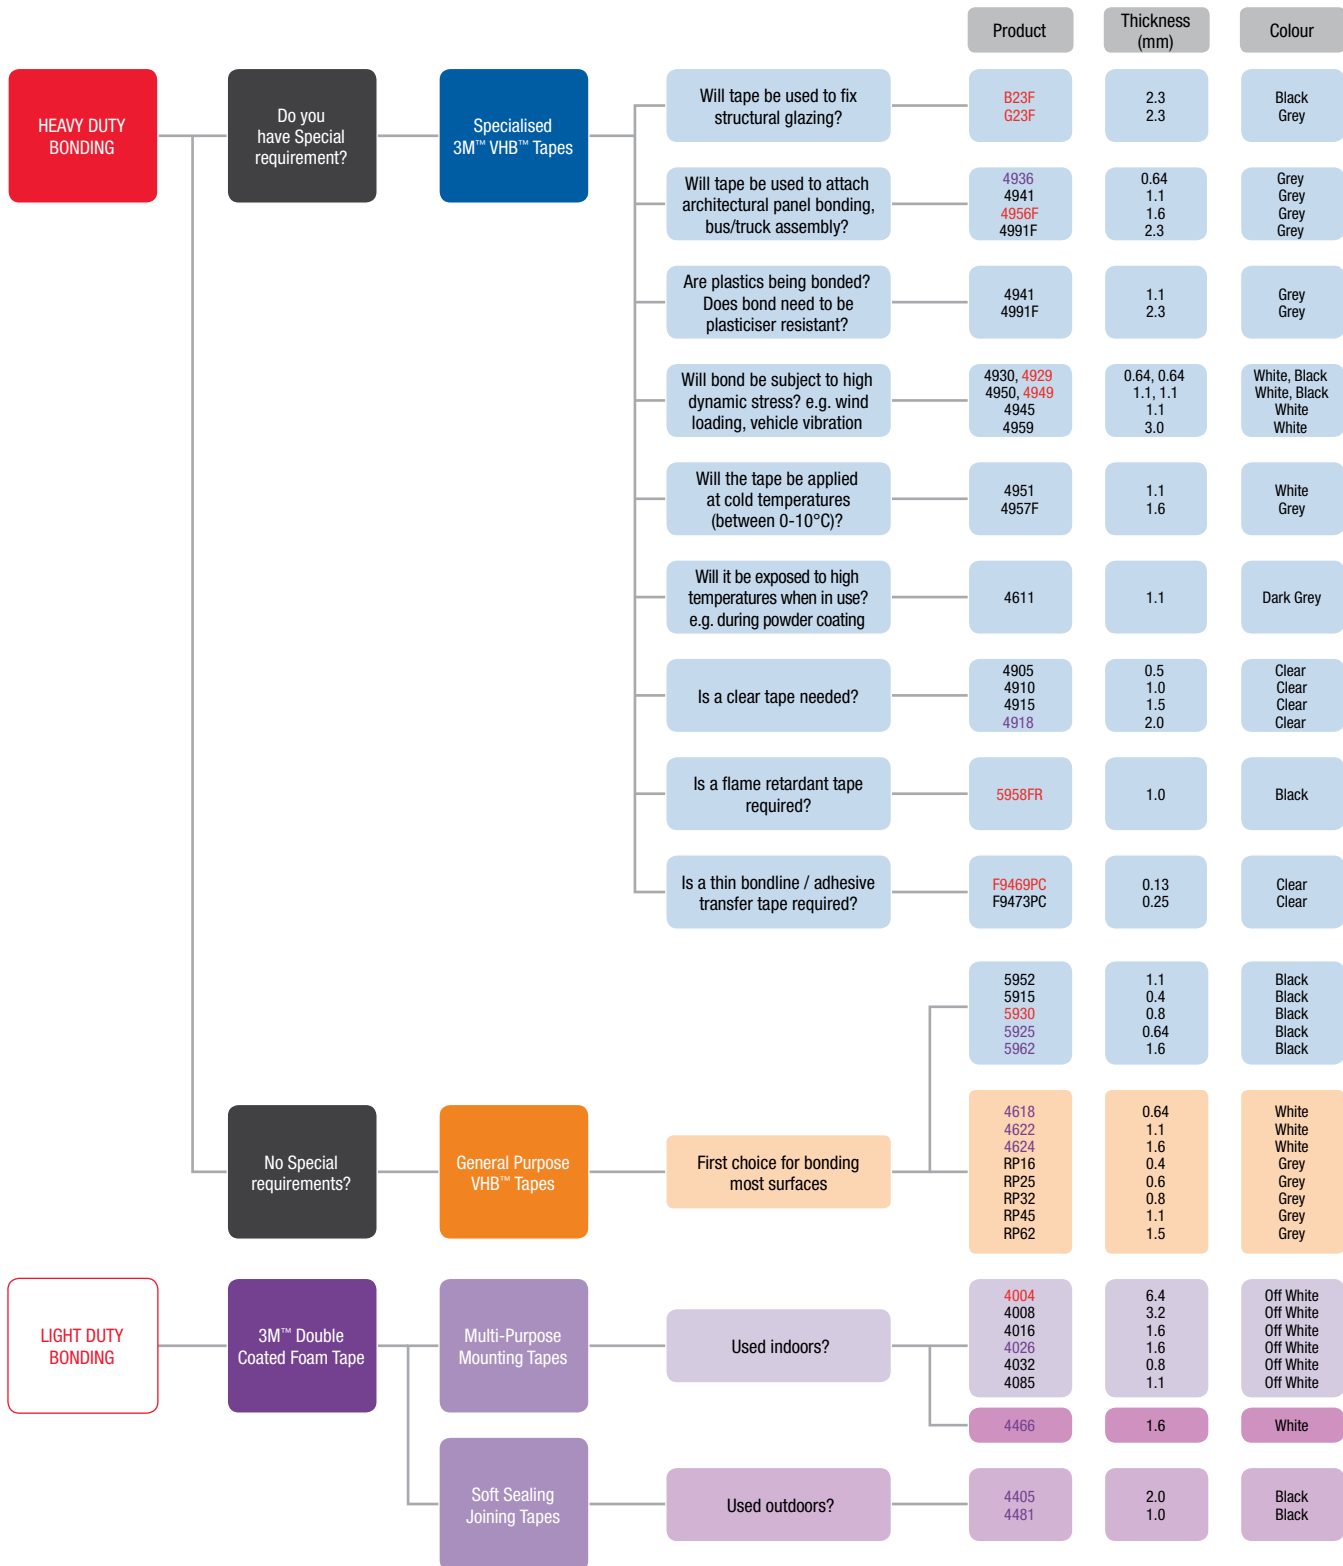 Product
Thickness
(mm)
Colour
HEAVY DUTY
BONDING
Do you
have Special
requirement?
Specialised
3M™ VHB™ Tapes
Will tape be used to fix
structural glazing?
B23F
G23F
2.3
2.3
Black
Grey
Will tape be used to attach
architectural panel bonding,
bus/truck assembly?
4936
4941
4956F
4991F
0.64
1.1
1.6
2.3
Grey
Grey
Grey
Grey
Are plastics being bonded?
Does bond need to be
plasticiser resistant?
4941
4991F
1.1
2.3
Grey
Grey
Will bond be subject to high
dynamic stress? e.g. wind
loading, vehicle vibration
4930, 4929
4950, 4949
4945
4959
0.64, 0.64
1.1, 1.1
1.1
3.0
White, Black
White, Black
White
White
Will the tape be applied
at cold temperatures
(between 0-10°C)?
4951
4957F
1.1
1.6
White
Grey
Will it be exposed to high
temperatures when in use?
e.g. during powder coating
4611
1.1
Dark Grey
Is a clear tape needed?
4905
4910
4915
4918
0.5
1.0
1.5
2.0
Clear
Clear
Clear
Clear
Is a flame retardant tape
required?
5958FR
1.0
Black
Is a thin bondline / adhesive
transfer tape required?
F9469PC
F9473PC
0.13
0.25
Clear
Clear
5952
5915
5930
5925
5962
1.1
0.4
0.8
0.64
1.6
Black
Black
Black
Black
Black
No Special
requirements?
General Purpose
VHB™ Tapes
First choice for bonding
most surfaces
4618
4622
4624
RP16
RP25
RP32
RP45
RP62
0.64
1.1
1.6
0.4
0.6
0.8
1.1
1.5
White
White
White
Grey
Grey
Grey
Grey
Grey
LIGHT DUTY
BONDING
3M™ Double
Coated Foam Tape
Multi-Purpose
Mounting Tapes
Used indoors?
4004
4008
4016
4026
4032
4085
6.4
3.2
1.6
1.6
0.8
1.1
Off White
Off White
Off White
Off White
Off White
Off White
4466
1.6
White
Soft Sealing
Joining Tapes
Used outdoors?
4405
4481
2.0
1.0
Black
Black